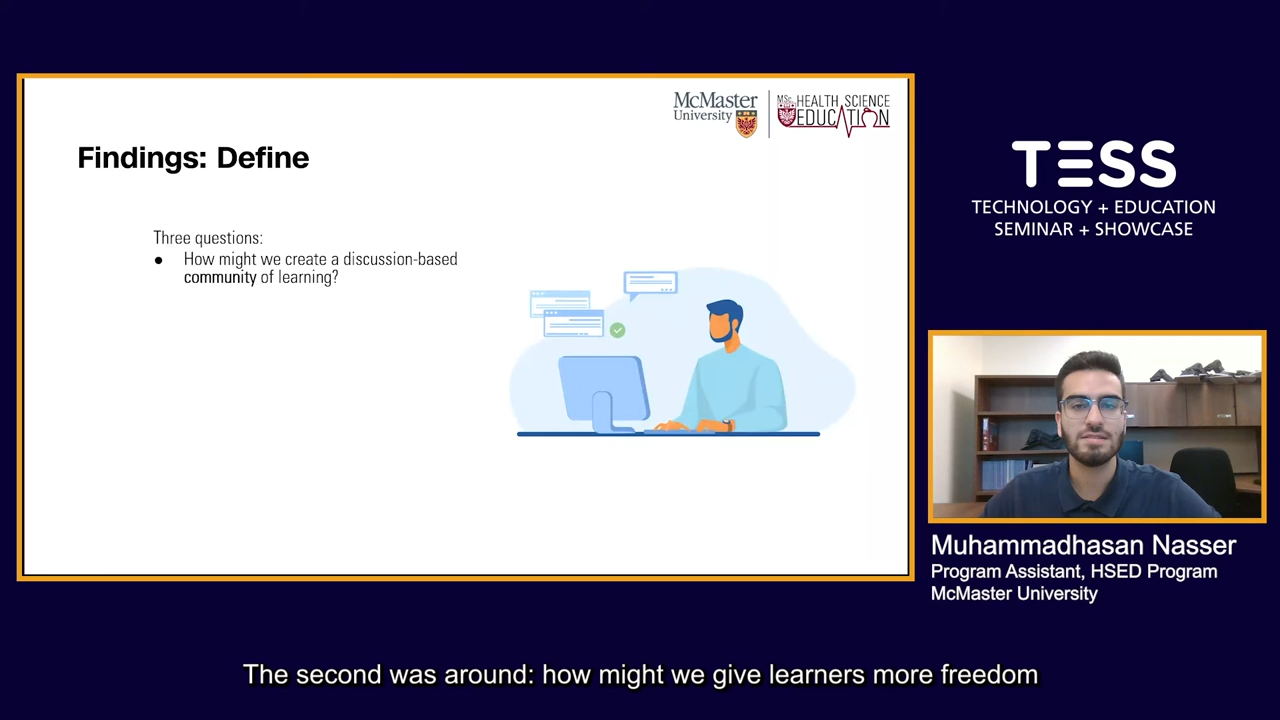 McMaster
University
MSc HEALTH SCIENCE
EDUCATION
Findings: Define
Three questions:
● How might we create a discussion-based
community of learning?
TESS
TECHNOLOGY + EDUCATION
SEMINAR + SHOWCASE
Muhammadhasan Nasser
Program Assistant, HSED Program
McMaster University
The second was around: how might we give learners more freedom